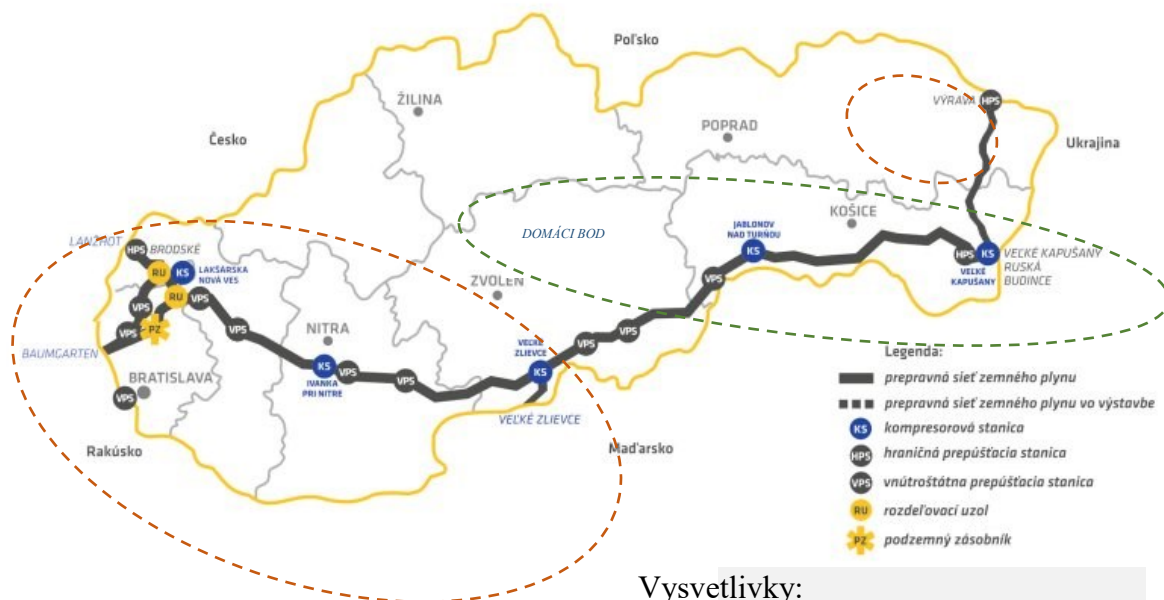 Poľsko
ŽILINA
VÝRAVA
HPS
POPRAD
Česko
Ukrajina
KOŠICE
LANŽHOT
HPS
BRODSKÉ
DOMÁCI BOD
JABLONOV
NAD TURŇOU
KS
RU
KS
LAKŠÁRSKA
NOVÁ VES
HPS
KS
VEĽKÉ
KAPUŠANY
VEĽKÉ KAPUŠANY
RUSKÁ
BUDINCE
ZVOLEN
VPS
RU
VPS
VPS
VPS
PZ
VPS
NITRA
VPS
VPS
BAUMGARTEN
VEĽKÉ
ZLIEVCE
KS
KS
IVANKA
PRI NITRE
VPS
VPS
BRATISLAVA
VPS
VEĽKÉ ZLIEVCE
Rakúsko
Maďarsko
Legenda:
prepravná sieť zemného plynu
prepravná sieť zemného plynu vo výstavbe
KS kompresorová stanica
HPS hraničná prepúšťacia stanica
VPS vnútroštátna prepúšťacia stanica
RU rozdeľovací uzol
PZ podzemný zásobník
Vysvetlivky: